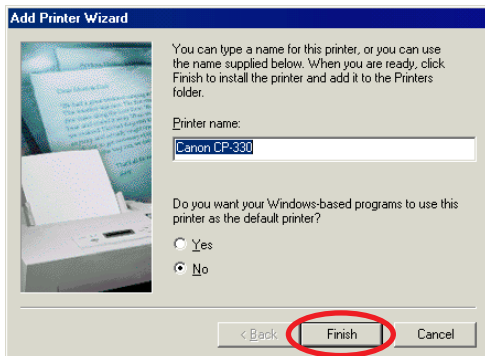 Add Printer Wizard
You can type a name for this printer, or you can use
the name supplied below. When you are ready, click
Finish to install the printer and add it to the Printers
folder.
Printer name:
Canon CP-330
Do you want your Windows-based programs to use this
printer as the default printer?
Yes
No
< Back
Finish
Cancel